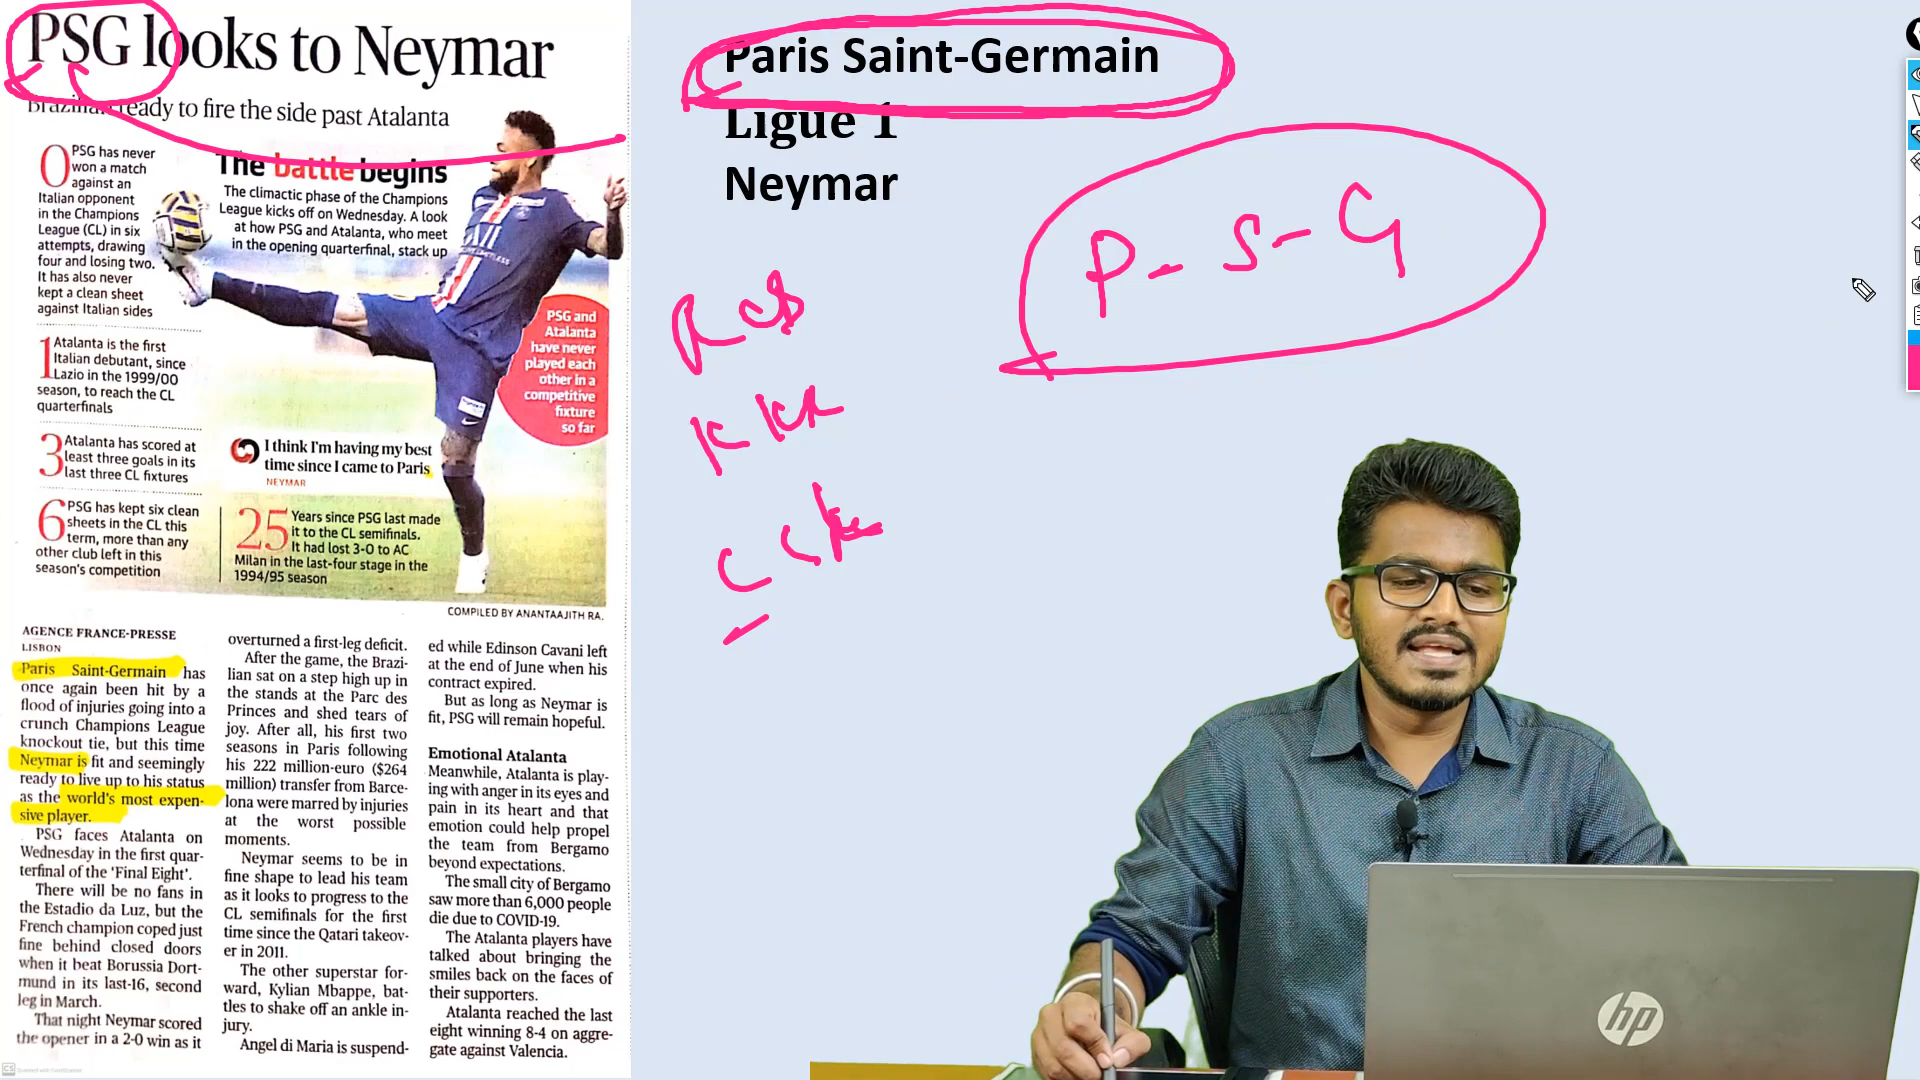 PSG looks to Neymar
Brazilian ready to fire the side past Atalanta
0 PSG has never
won a match
against an
Italian opponent
in the Champions
League (CL) in six
attempts, drawing
four and losing two.
It has also never
kept a clean sheet
against Italian sides
1 Atalanta is the first
Italian debutant, since
Lazio in the 1999/00
season, to reach the CL
quarterfinals
3 Atalanta has scored at
least three goals in its
last three CL fixtures
6 PSG has kept six clean
sheets in the CL this
term, more than any
other club left in this
season's competition
The battle begins
The climactic phase of the Champions
League kicks off on Wednesday. A look
at how PSG and Atalanta, who meet
in the opening quarterfinal, stack up
PSG and
Atalanta
have never
played each
other in a
competitive
fixture
so far
I think I'm having my best
time since I came to Paris
NEYMAR
25 Years since PSG last made
it to the CL semifinals.
It had lost 3-0 to AC
Milan in the last-four stage in the
1994/95 season
COMPILED BY ANANTAAJITH RA.
AGENCE FRANCE-PRESSE
LISBON
Paris Saint-Germain has
once again been hit by a
flood of injuries going into a
crunch Champions League
knockout tie, but this time
Neymar is fit and seemingly
ready to live up to his status
as the world's most expen-
sive player.
PSG faces Atalanta on
Wednesday in the first quar-
terfinal of the 'Final Eight'.
There will be no fans in
the Estadio da Luz, but the
French champion coped just
fine behind closed doors
when it beat Borussia Dort-
mund in its last-16, second
leg in March.
That night Neymar scored
the opener in a 2-0 win as it
overturned a first-leg deficit.
After the game, the Brazi-
lian sat on a step high up in
the stands at the Parc des
Princes and shed tears of
joy. After all, his first two
seasons in Paris following
his 222 million-euro ($264
million) transfer from Barce-
lona were marred by injuries
at the worst possible
moments.
Neymar seems to be in
fine shape to lead his team
as it looks to progress to the
CL semifinals for the first
time since the Qatari takeov-
er in 2011.
The other superstar for-
ward, Kylian Mbappe, bat-
tles to shake off an ankle in-
jury.
Angel di Maria is suspend-
ed while Edinson Cavani left
at the end of June when his
contract expired.
But as long as Neymar is
fit, PSG will remain hopeful.
Emotional Atalanta
Meanwhile, Atalanta is play-
ing with anger in its eyes and
pain in its heart and that
emotion could help propel
the team from Bergamo
beyond expectations.
The small city of Bergamo
saw more than 6,000 people
die due to COVID-19.
The Atalanta players have
talked about bringing the
smiles back on the faces of
their supporters.
Atalanta reached the last
eight winning 8-4 on aggre-
gate against Valencia.
Paris Saint-Germain
Ligue 1
Neymar
P-S-G
KKR
hp